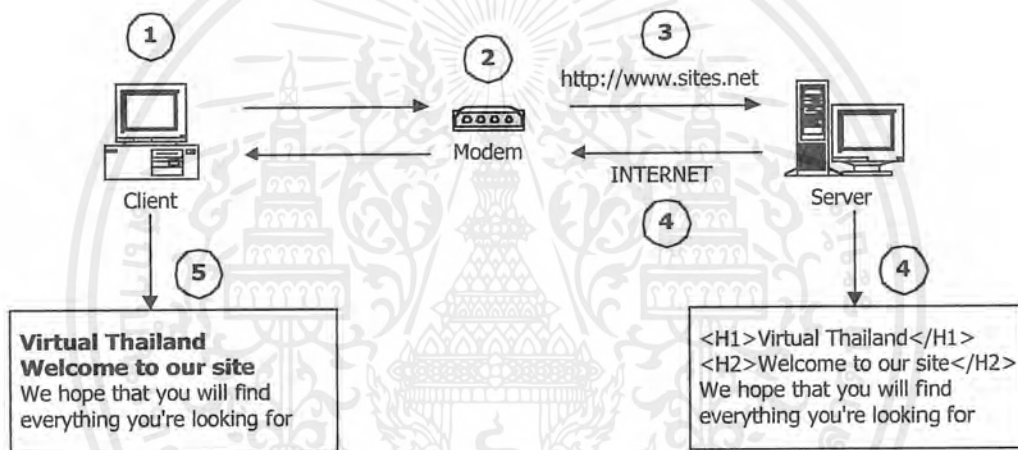 1
2
3
http://www.sites.net
Modem
INTERNET
Client
Server
4
5
4
Virtual Thailand
Welcome to our site
We hope that you will find
everything you're looking for
<H1>Virtual Thailand</H1>
<H2>Welcome to our site</H2>
We hope that you will find
everything you're looking for